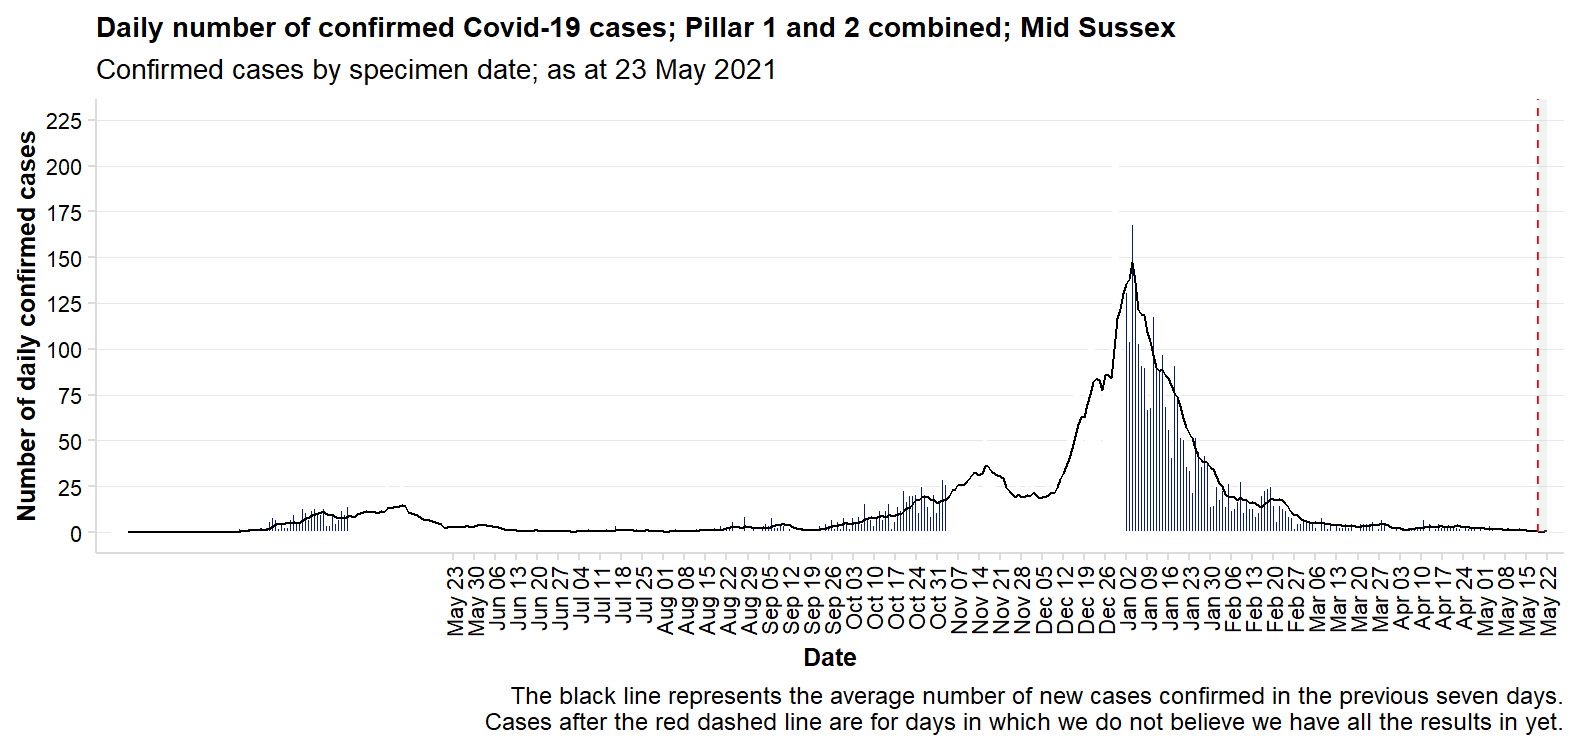 Daily number of confirmed Covid-19 cases; Pillar 1 and 2 combined; Mid Sussex
Confirmed cases by specimen date; as at 23 May 2021
Number of daily confirmed cases
225
200
175
150
125
100
75
50
25
0
May 23
May 30
Jun 06
Jun 13
Jun 20
Jun 27
Jul 04
Jul 11
Jul 18
Jul 25
Aug 01
Aug 08
Aug 15
Aug 22
Aug 29
Sep 05
Sep 12
Sep 19
Sep 26
Oct 03
Oct 10
Oct 17
Oct 24
Oct 31
Nov 07
Nov 14
Nov 21
Nov 28
Dec 05
Dec 12
Dec 19
Dec 26
Jan 02
Jan 09
Jan 16
Jan 23
Jan 30
Feb 06
Feb 13
Feb 20
Feb 27
Mar 06
Mar 13
Mar 20
Mar 27
Apr 03
Apr 10
Apr 17
Apr 24
May 01
May 08
May 15
May 22
Date
The black line represents the average number of new cases confirmed in the previous seven days.
Cases after the red dashed line are for days in which we do not believe we have all the results in yet.